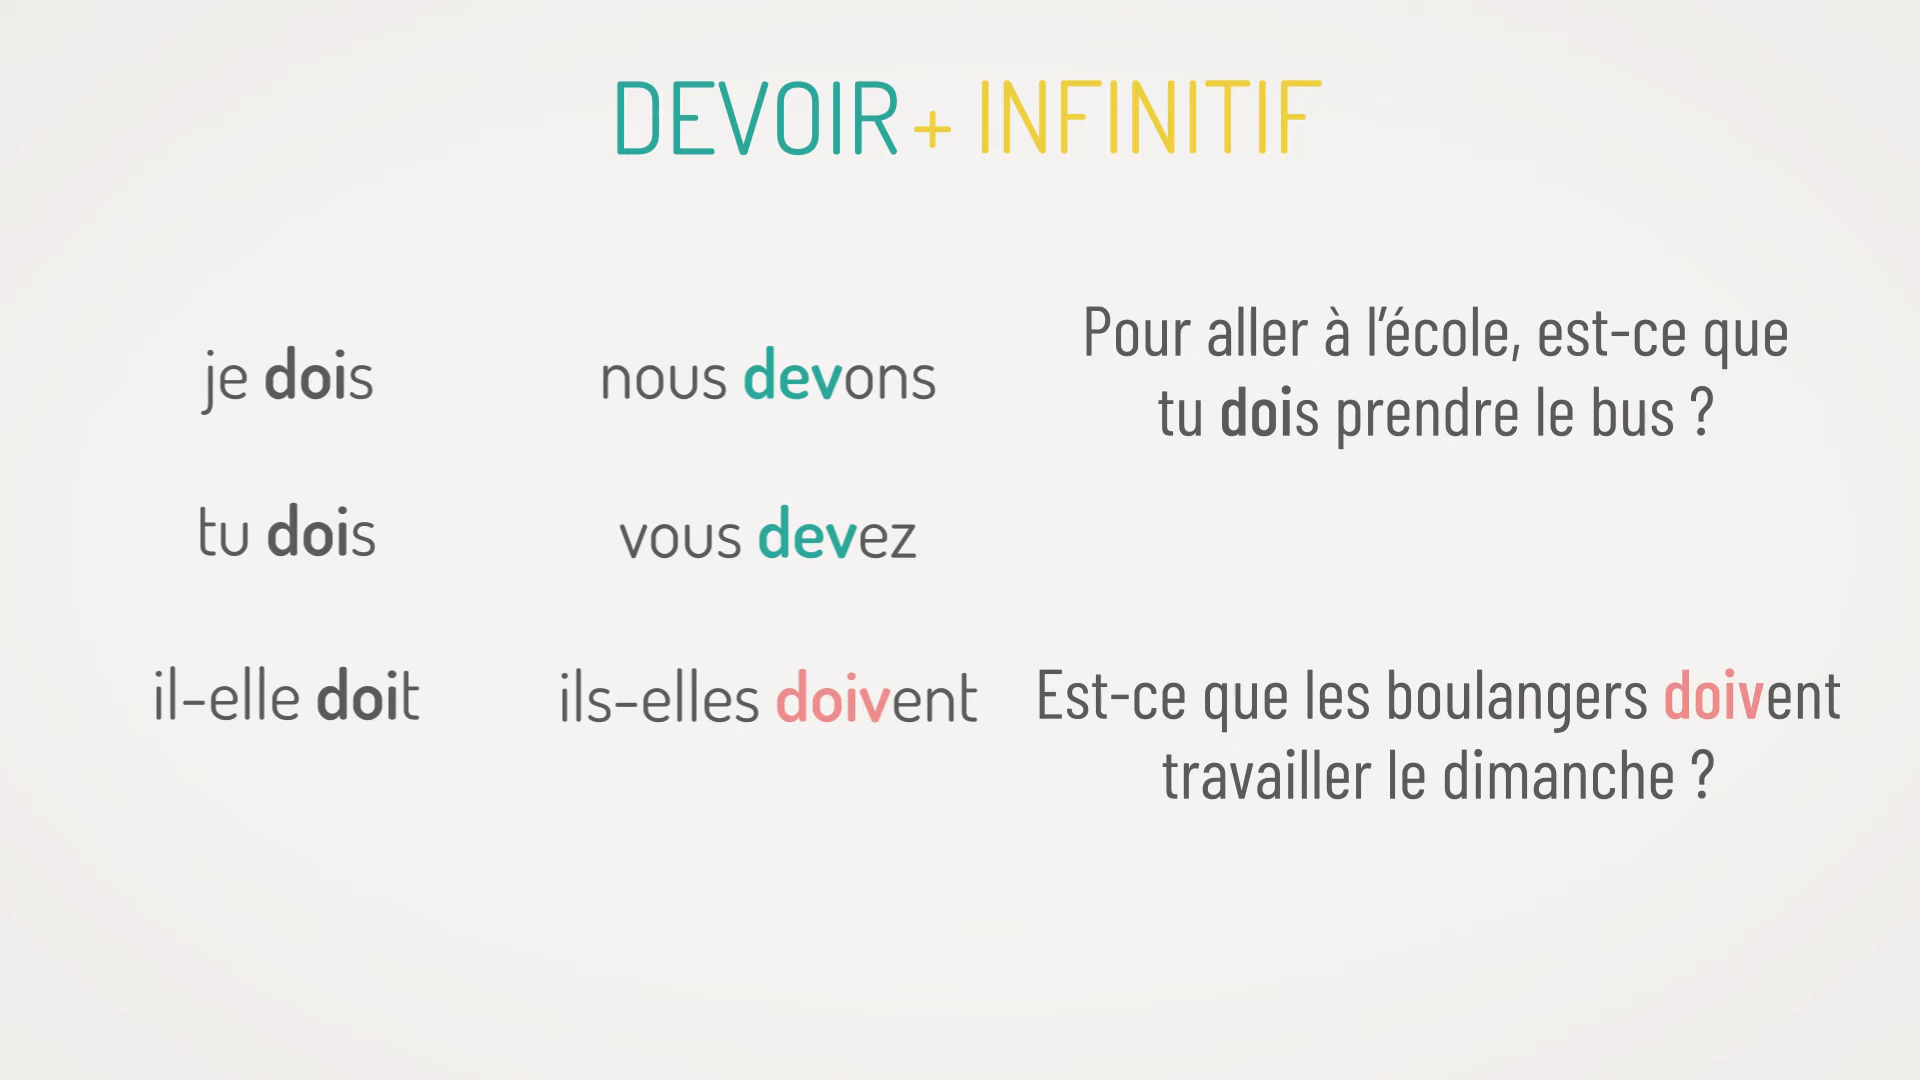 DEVOIR + INFINITIF
je dois
nous devons
tu dois
vous devez
il-elle doit
ils-elles doivent
Pour aller à l’école, est-ce que
tu dois prendre le bus ?
Est-ce que les boulangers doivent
travailler le dimanche ?